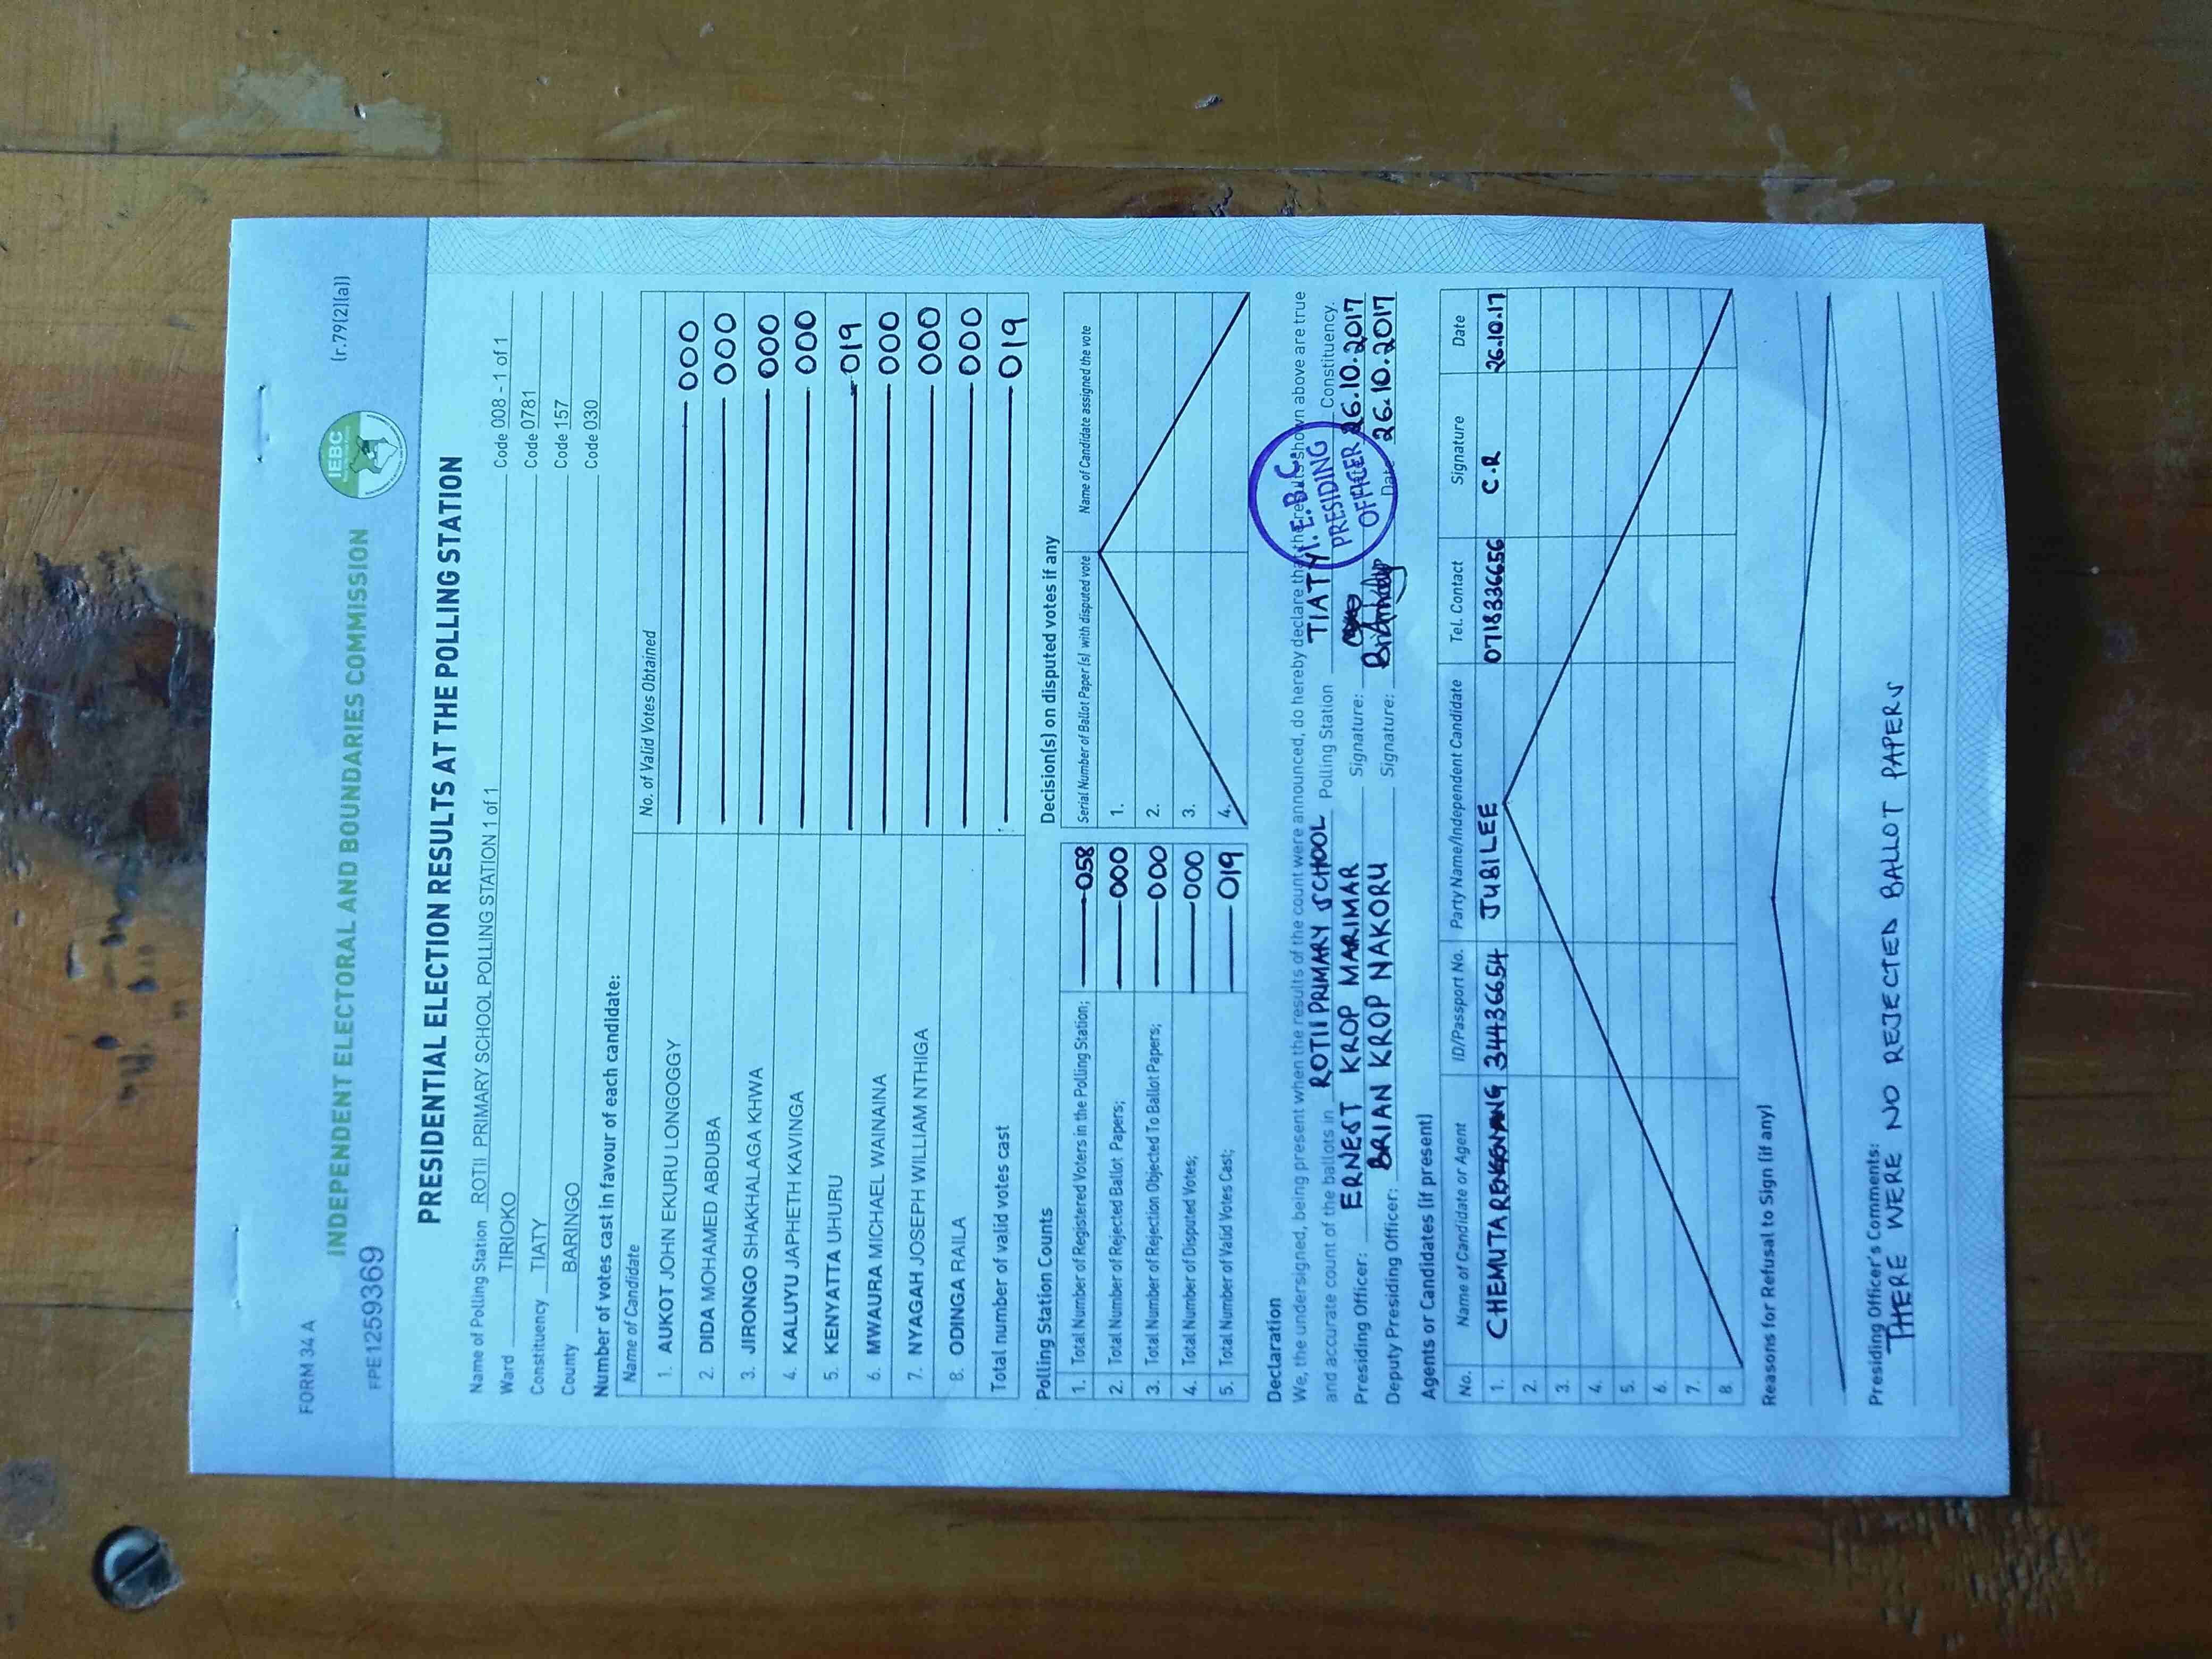 FORM 34 A
(r.79(2)(a))
IEBC
INDEPENDENT ELECTORAL AND BOUNDARIES COMMISSION
FPE1259369
PRESIDENTIAL ELECTION RESULTS AT THE POLLING STATION
Name of Polling Station ROTII PRIMARY SCHOOL POLLING STATION 1 of 1 Code 008 - 1 of 1
Ward TIRIOKO Code 0781
Constituency TIATY Code 157
County BARINGO Code 030
Number of votes cast in favour of each candidate:
Name of Candidate No. of Valid Votes Obtained
1. AUKOT JOHN EKURU LONGOGGY 000
2. DIDA MOHAMED ABDUBA 000
3. JIRONGO SHAKHALAGA KHWA 000
4. KALUYU JAPHETH KAVINGA 000
5. KENYATTA UHURU 019
6. MWAURA MICHAEL WAINAINA 000
7. NYAGAH JOSEPH WILLIAM NTHIGA 000
8. ODINGA RAILA 000
Total number of valid votes cast 019
Polling Station Counts
1. Total Number of Registered Voters in the Polling Station; 058
2. Total Number of Rejected Ballot Papers; 000
3. Total Number of Rejection Objected To Ballot Papers; 000
4. Total Number of Disputed Votes; 000
5. Total Number of Valid Votes Cast; 019
Decision(s) on disputed votes if any
Serial Number of Ballot Paper(s) with disputed vote Name of Candidate assigned the vote
1.
2.
3.
4.
Declaration
We, the undersigned, being present when the results of the count were announced, do hereby declare that the results shown above are true
and accurate count of the ballots in ROTII PRIMARY SCHOOL Polling Station TIATY Constituency.
Presiding Officer: ERNEST KROP MARIMAR Signature: 26.10.2017
Deputy Presiding Officer: BRIAN KROP NAKORU Signature: Date 26.10.2017
I.E.B.C.
PRESIDING
OFFICER
Agents or Candidates (if present)
No. Name of Candidate or Agent ID/Passport No. Party Name/Independent Candidate Tel. Contact Signature Date
1. 34436654 JUBILEE 0718336656 C.R 26.10.17
2.
3.
4.
5.
6.
7.
8.
Reasons for Refusal to Sign (if any)
Presiding Officer's Comments:
THERE WERE NO REJECTED BALLOT PAPERS